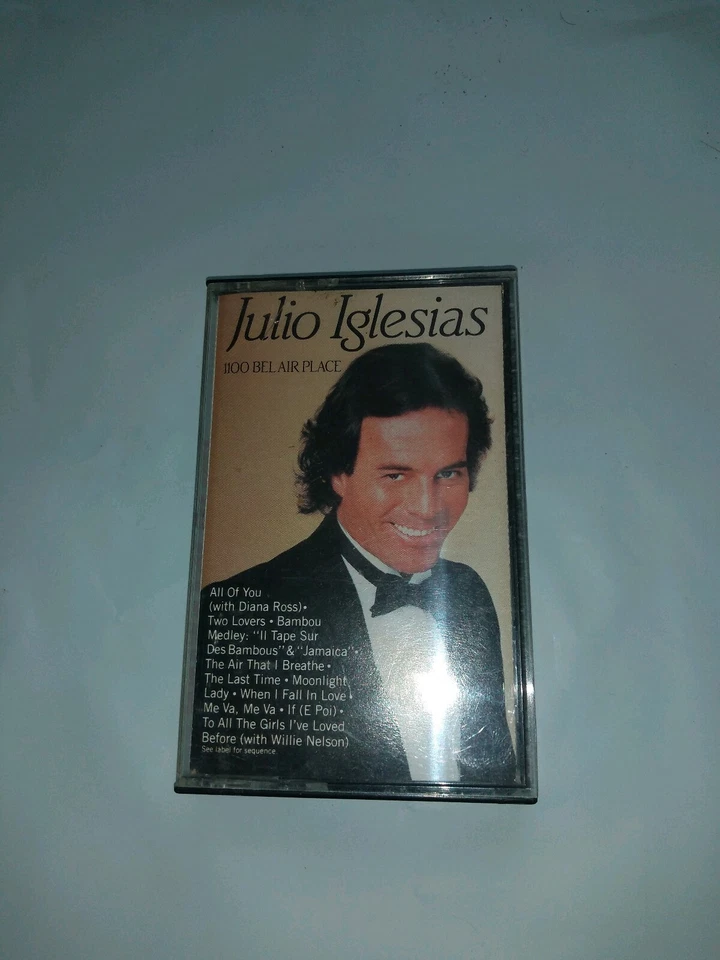 Julio Iglesias
1100 BEL AIR PLACE
All Of You
(with Diana Ross)•
Two Lovers • Bambou
Medley: "Il Tape Sur
Des Bambous" & "Jamaica"•
The Air That I Breathe •
The Last Time • Moonlight
Lady • When I Fall In Love •
Me Va, Me Va • If (E Poi) •
To All The Girls I've Loved
Before (with Willie Nelson)
See label for sequence.